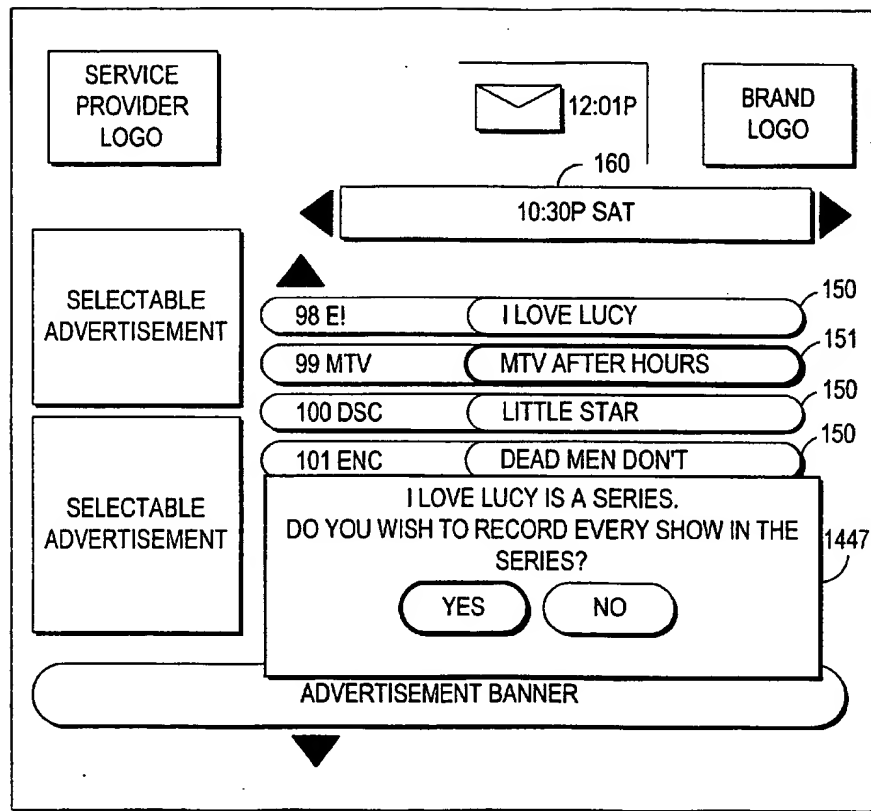 SERVICE
PROVIDER
LOGO
12:01P
BRAND
LOGO
160
10:30P SAT
SELECTABLE
ADVERTISEMENT
98 E! I LOVE LUCY 150
99 MTV MTV AFTER HOURS 151
100 DSC LITTLE STAR 150
101 ENC DEAD MEN DON'T 150
SELECTABLE
ADVERTISEMENT
I LOVE LUCY IS A SERIES.
DO YOU WISH TO RECORD EVERY SHOW IN THE
SERIES?
1447
YES NO
ADVERTISEMENT BANNER